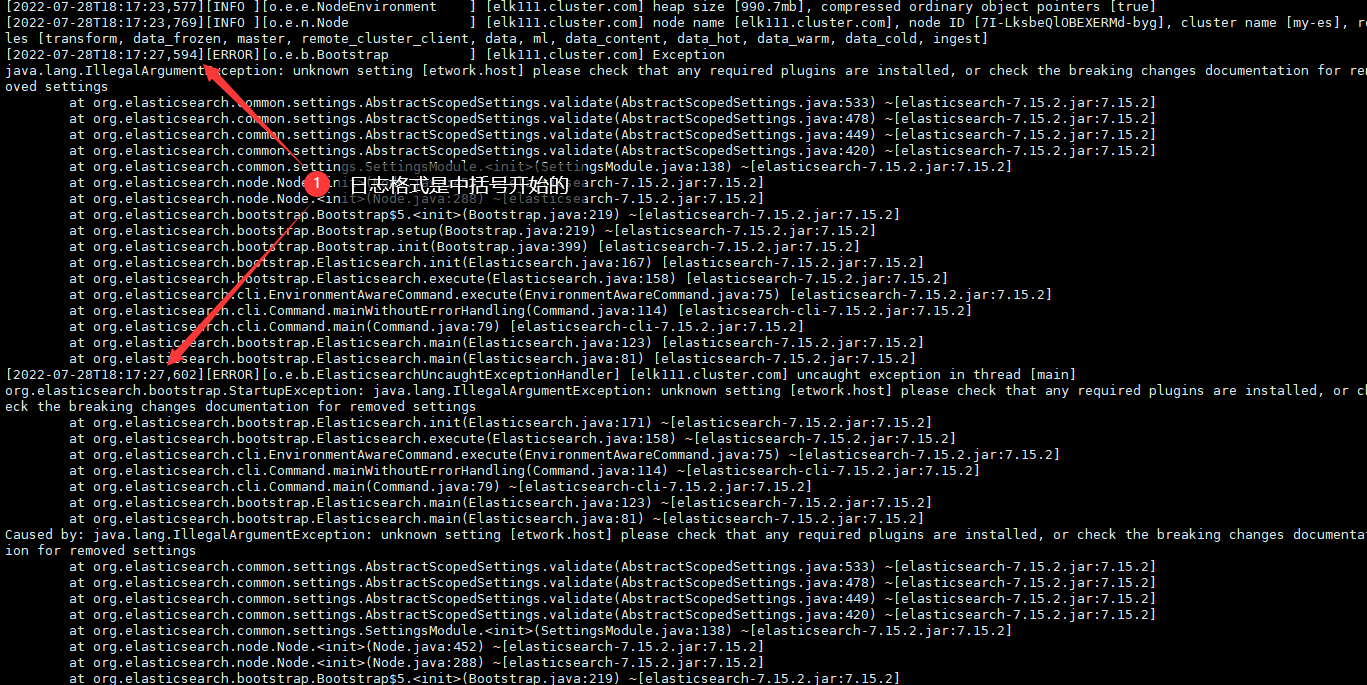 [2022-07-28T18:17:23,577][INFO ][o.e.e.NodeEnvironment    ] [elk111.cluster.com] heap size [990.7mb], compressed ordinary object pointers [true]
[2022-07-28T18:17:23,769][INFO ][o.e.n.Node               ] [elk111.cluster.com] node name [elk111.cluster.com], node ID [7I-LksbeQlOBEXERMd-byg], cluster name [my-es], ro
les [transform, data_frozen, master, remote_cluster_client, data, ml, data_content, data_hot, data_warm, data_cold, ingest]
[2022-07-28T18:17:27,594][ERROR][o.e.b.Bootstrap          ] [elk111.cluster.com] Exception
java.lang.IllegalArgumentException: unknown setting [etwork.host] please check that any required plugins are installed, or check the breaking changes documentation for rem
oved settings
at org.elasticsearch.common.settings.AbstractScopedSettings.validate(AbstractScopedSettings.java:533) ~[elasticsearch-7.15.2.jar:7.15.2]
at org.elasticsearch.common.settings.AbstractScopedSettings.validate(AbstractScopedSettings.java:478) ~[elasticsearch-7.15.2.jar:7.15.2]
at org.elasticsearch.common.settings.AbstractScopedSettings.validate(AbstractScopedSettings.java:449) ~[elasticsearch-7.15.2.jar:7.15.2]
at org.elasticsearch.common.settings.AbstractScopedSettings.validate(AbstractScopedSettings.java:420) ~[elasticsearch-7.15.2.jar:7.15.2]
at org.elasticsearch.common.settings.SettingsModule.<init>(SettingsModule.java:138) ~[elasticsearch-7.15.2.jar:7.15.2]
at org.elasticsearch.node.Node
-7.15.2.jar:7.15.2]
1 日志格式是中括号开始的
at org.elasticsearch.node.Node.<init>(Node.java:288) ~[elasticsearch-7.15.2.jar:7.15.2]
at org.elasticsearch.bootstrap.Bootstrap$5.<init>(Bootstrap.java:219) ~[elasticsearch-7.15.2.jar:7.15.2]
at org.elasticsearch.bootstrap.Bootstrap.setup(Bootstrap.java:219) ~[elasticsearch-7.15.2.jar:7.15.2]
at org.elasticsearch.bootstrap.Bootstrap.init(Bootstrap.java:399) [elasticsearch-7.15.2.jar:7.15.2]
at org.elasticsearch.bootstrap.Elasticsearch.init(Elasticsearch.java:167) [elasticsearch-7.15.2.jar:7.15.2]
at org.elasticsearch.bootstrap.Elasticsearch.execute(Elasticsearch.java:158) [elasticsearch-7.15.2.jar:7.15.2]
at org.elasticsearch.cli.EnvironmentAwareCommand.execute(EnvironmentAwareCommand.java:75) [elasticsearch-7.15.2.jar:7.15.2]
at org.elasticsearch.cli.Command.mainWithoutErrorHandling(Command.java:114) [elasticsearch-cli-7.15.2.jar:7.15.2]
at org.elasticsearch.cli.Command.main(Command.java:79) [elasticsearch-cli-7.15.2.jar:7.15.2]
at org.elasticsearch.bootstrap.Elasticsearch.main(Elasticsearch.java:123) [elasticsearch-7.15.2.jar:7.15.2]
at org.elasticsearch.bootstrap.Elasticsearch.main(Elasticsearch.java:81) [elasticsearch-7.15.2.jar:7.15.2]
[2022-07-28T18:17:27,602][ERROR][o.e.b.ElasticsearchUncaughtExceptionHandler] [elk111.cluster.com] uncaught exception in thread [main]
org.elasticsearch.bootstrap.StartupException: java.lang.IllegalArgumentException: unknown setting [etwork.host] please check that any required plugins are installed, or ch
eck the breaking changes documentation for removed settings
at org.elasticsearch.bootstrap.Elasticsearch.init(Elasticsearch.java:171) ~[elasticsearch-7.15.2.jar:7.15.2]
at org.elasticsearch.bootstrap.Elasticsearch.execute(Elasticsearch.java:158) ~[elasticsearch-7.15.2.jar:7.15.2]
at org.elasticsearch.cli.EnvironmentAwareCommand.execute(EnvironmentAwareCommand.java:75) ~[elasticsearch-7.15.2.jar:7.15.2]
at org.elasticsearch.cli.Command.mainWithoutErrorHandling(Command.java:114) ~[elasticsearch-cli-7.15.2.jar:7.15.2]
at org.elasticsearch.cli.Command.main(Command.java:79) ~[elasticsearch-cli-7.15.2.jar:7.15.2]
at org.elasticsearch.bootstrap.Elasticsearch.main(Elasticsearch.java:123) ~[elasticsearch-7.15.2.jar:7.15.2]
at org.elasticsearch.bootstrap.Elasticsearch.main(Elasticsearch.java:81) ~[elasticsearch-7.15.2.jar:7.15.2]
Caused by: java.lang.IllegalArgumentException: unknown setting [etwork.host] please check that any required plugins are installed, or check the breaking changes documentat
ion for removed settings
at org.elasticsearch.common.settings.AbstractScopedSettings.validate(AbstractScopedSettings.java:533) ~[elasticsearch-7.15.2.jar:7.15.2]
at org.elasticsearch.common.settings.AbstractScopedSettings.validate(AbstractScopedSettings.java:478) ~[elasticsearch-7.15.2.jar:7.15.2]
at org.elasticsearch.common.settings.AbstractScopedSettings.validate(AbstractScopedSettings.java:449) ~[elasticsearch-7.15.2.jar:7.15.2]
at org.elasticsearch.common.settings.AbstractScopedSettings.validate(AbstractScopedSettings.java:420) ~[elasticsearch-7.15.2.jar:7.15.2]
at org.elasticsearch.common.settings.SettingsModule.<init>(SettingsModule.java:138) ~[elasticsearch-7.15.2.jar:7.15.2]
at org.elasticsearch.node.Node.<init>(Node.java:452) ~[elasticsearch-7.15.2.jar:7.15.2]
at org.elasticsearch.node.Node.<init>(Node.java:288) ~[elasticsearch-7.15.2.jar:7.15.2]
at org.elasticsearch.bootstrap.Bootstrap$5.<init>(Bootstrap.java:219) ~[elasticsearch-7.15.2.jar:7.15.2]